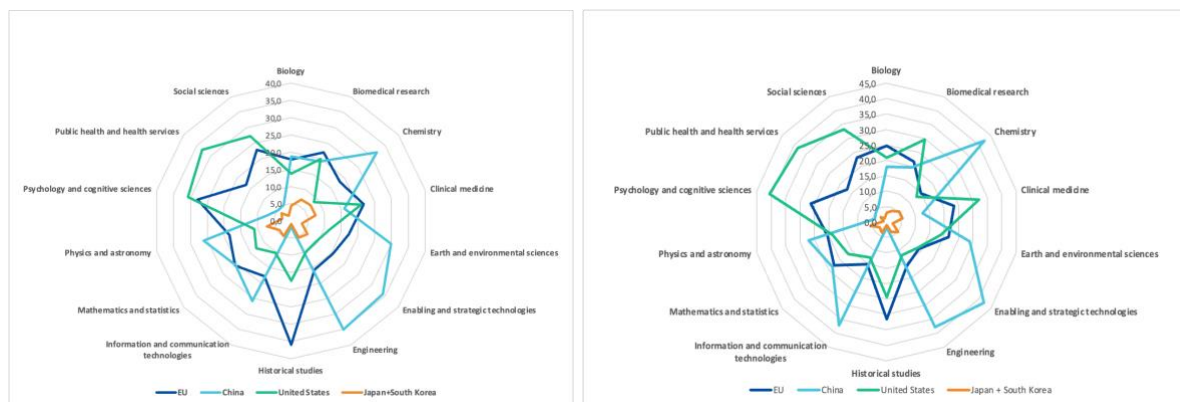 Biology
40,0
35,0
30,0
25,0
20,0
15,0
10,0
5,0
0,0
Biomedical research
Chemistry
Clinical medicine
Earth and environmental sciences
Enabling and strategic technologies
Engineering
Historical studies
Information and communication
technologies
Mathematics and statistics
Physics and astronomy
Psychology and cognitive sciences
Public health and health services
Social sciences
EU
China
United States
Japan+South Korea
Biology
45,0
40,0
35,0
30,0
25,0
20,0
15,0
10,0
5,0
0,0
Biomedical research
Chemistry
Clinical medicine
Earth and environmental sciences
Enabling and strategic technologies
Engineering
Historical studies
Information and communication
technologies
Mathematics and statistics
Physics and astronomy
Psychology and cognitive sciences
Public health and health services
Social sciences
EU
China
United States
Japan + South Korea